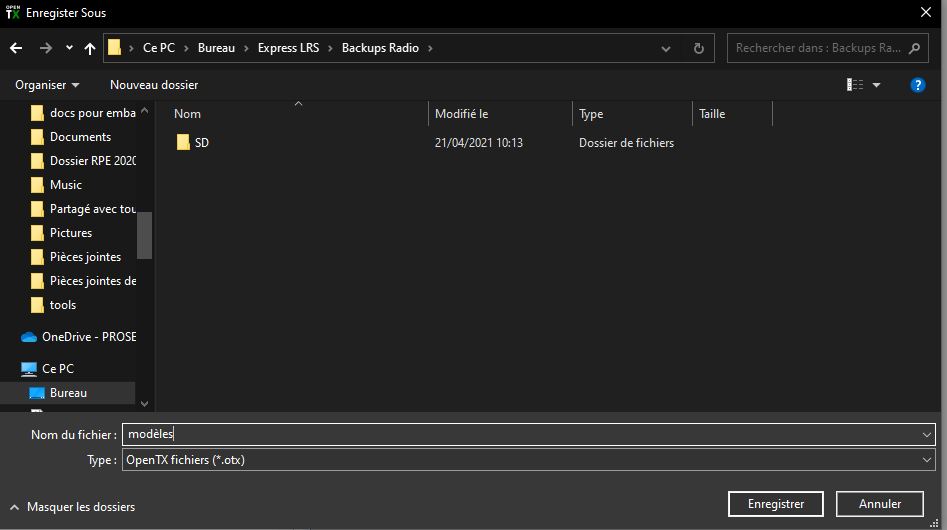 OPEN TX Enregister Sous
Ce PC > Bureau > Express LRS > Backups Radio >
Rechercher dans : Backups Ra...
Organiser Nouveau dossier
?
Nom Modifié le Type Taille
SD 21/04/2021 10:13 Dossier de fichiers
docs pour emba
Documents
Dossier RPE 2020
Music
Partagé avec tou
Pictures
Pièces jointes
Pièces jointes de
tools
OneDrive - PROSE
Ce PC
Bureau
Nom du fichier : modèles
Type : OpenTX fichiers (*.otx)
Masquer les dossiers
Enregistrer Annuler